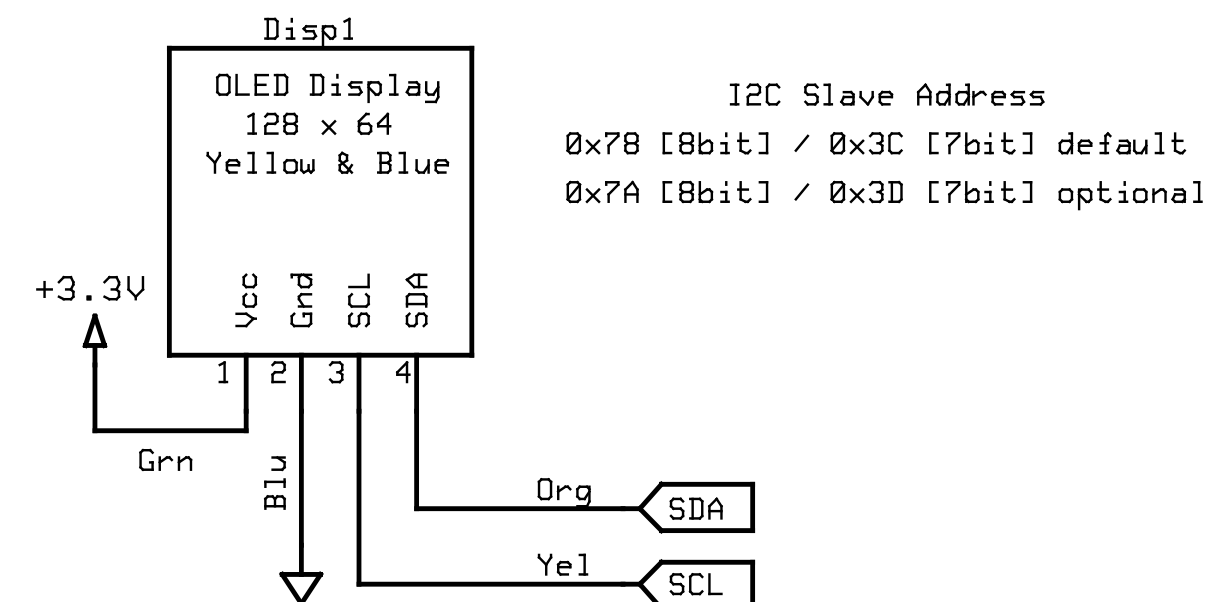 Disp1
OLED Display
128 x 64
Yellow & Blue
I2C Slave Address
0x78 [8bit] / 0x3C [7bit] default
0x7A [8bit] / 0x3D [7bit] optional
+3.3V
Vcc
Gnd
SCL
SDA
1
2
3
4
Grn
Blu
Org
SDA
Yel
SCL